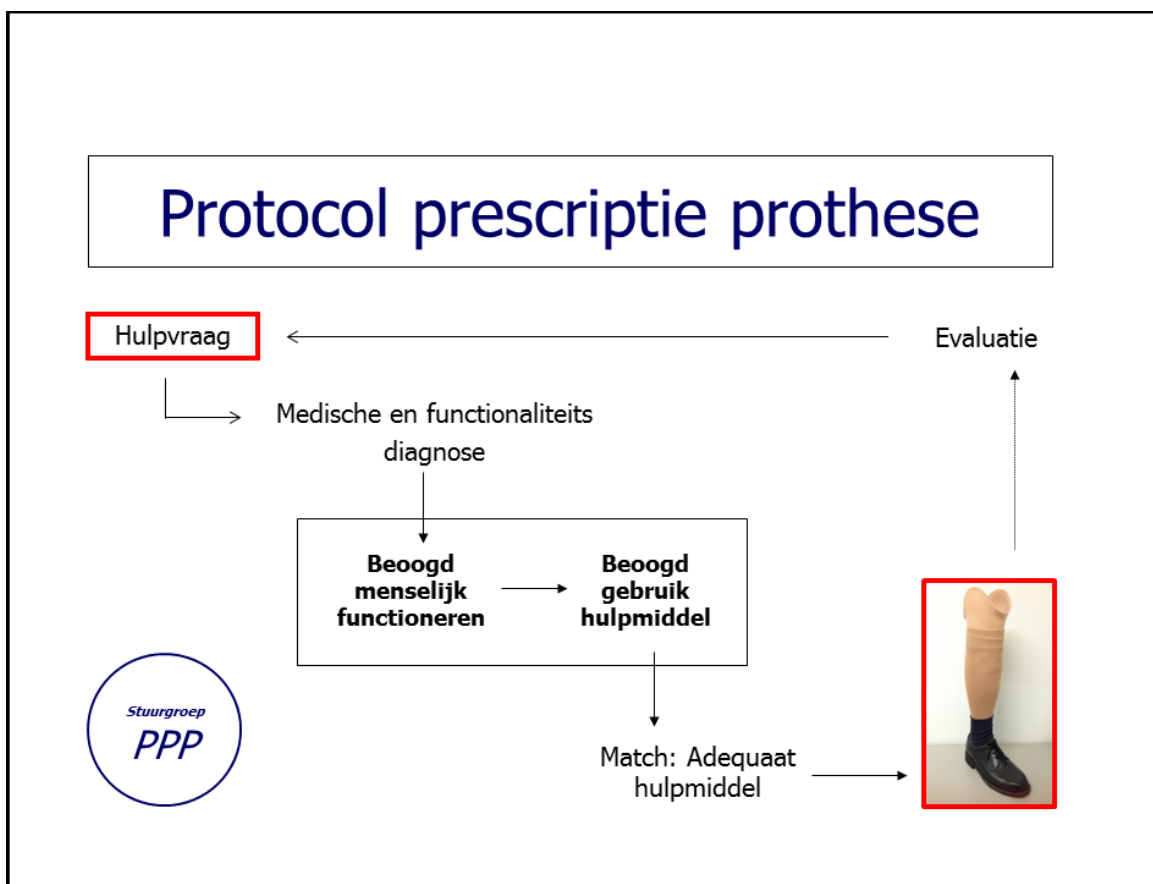 Protocol prescriptie prothese
Hulpvraag
Evaluatie
Medische en functionaliteits
diagnose
Beoogd
menselijk
functioneren
Beoogd
gebruik
hulpmiddel
Stuurgroep
PPP
Match: Adequaat
hulpmiddel